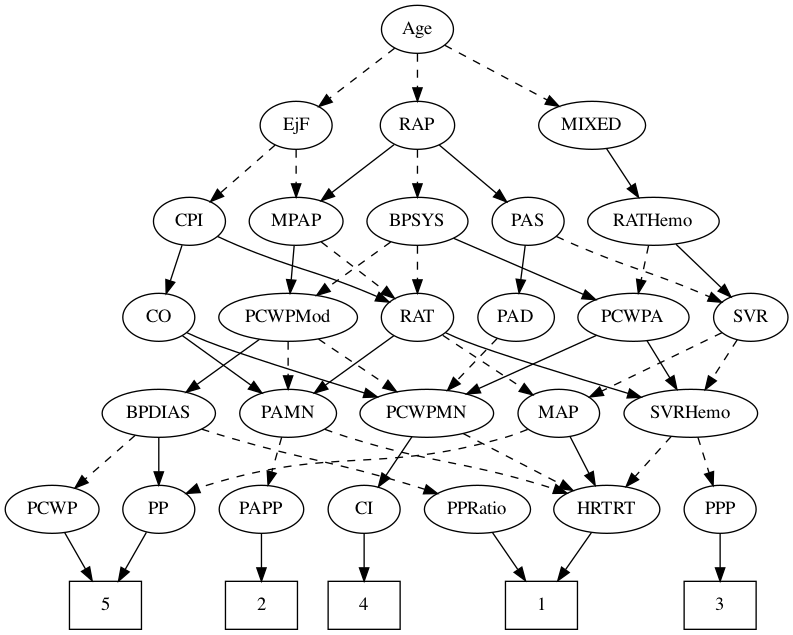 Age
EjF RAP MIXED
CPI MPAP BPSYS PAS RATHemo
CO PCWPMod RAT PAD PCWPA SVR
BPDIAS PAMN PCWPMN MAP SVRHemo
PCWP PP PAPP CI PPRatio HRTRT PPP
5 2 4 1 3